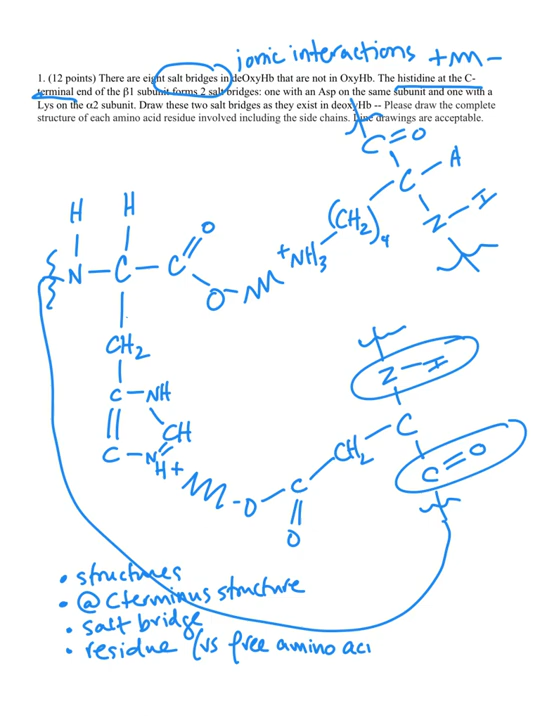 ionic interactions +m-
1. (12 points) There are eight salt bridges in deOxyHb that are not in OxyHb. The histidine at the C-
terminal end of the β1 subunit forms 2 salt bridges: one with an Asp on the same subunit and one with a
Lys on the α2 subunit. Draw these two salt bridges as they exist in deoxyHb -- Please draw the complete
structure of each amino acid residue involved including the side chains. Line drawings are acceptable.
C=O
C-H
H H
(CH2)4
N-H
O
N-C-C
+NH3
O-
CH2
N-H
C-NH
C
CH
CH2
C=O
C-NH+
-O-C
O
• structures
• @ C terminus structure
• salt bridge
• residue (vs free amino aci